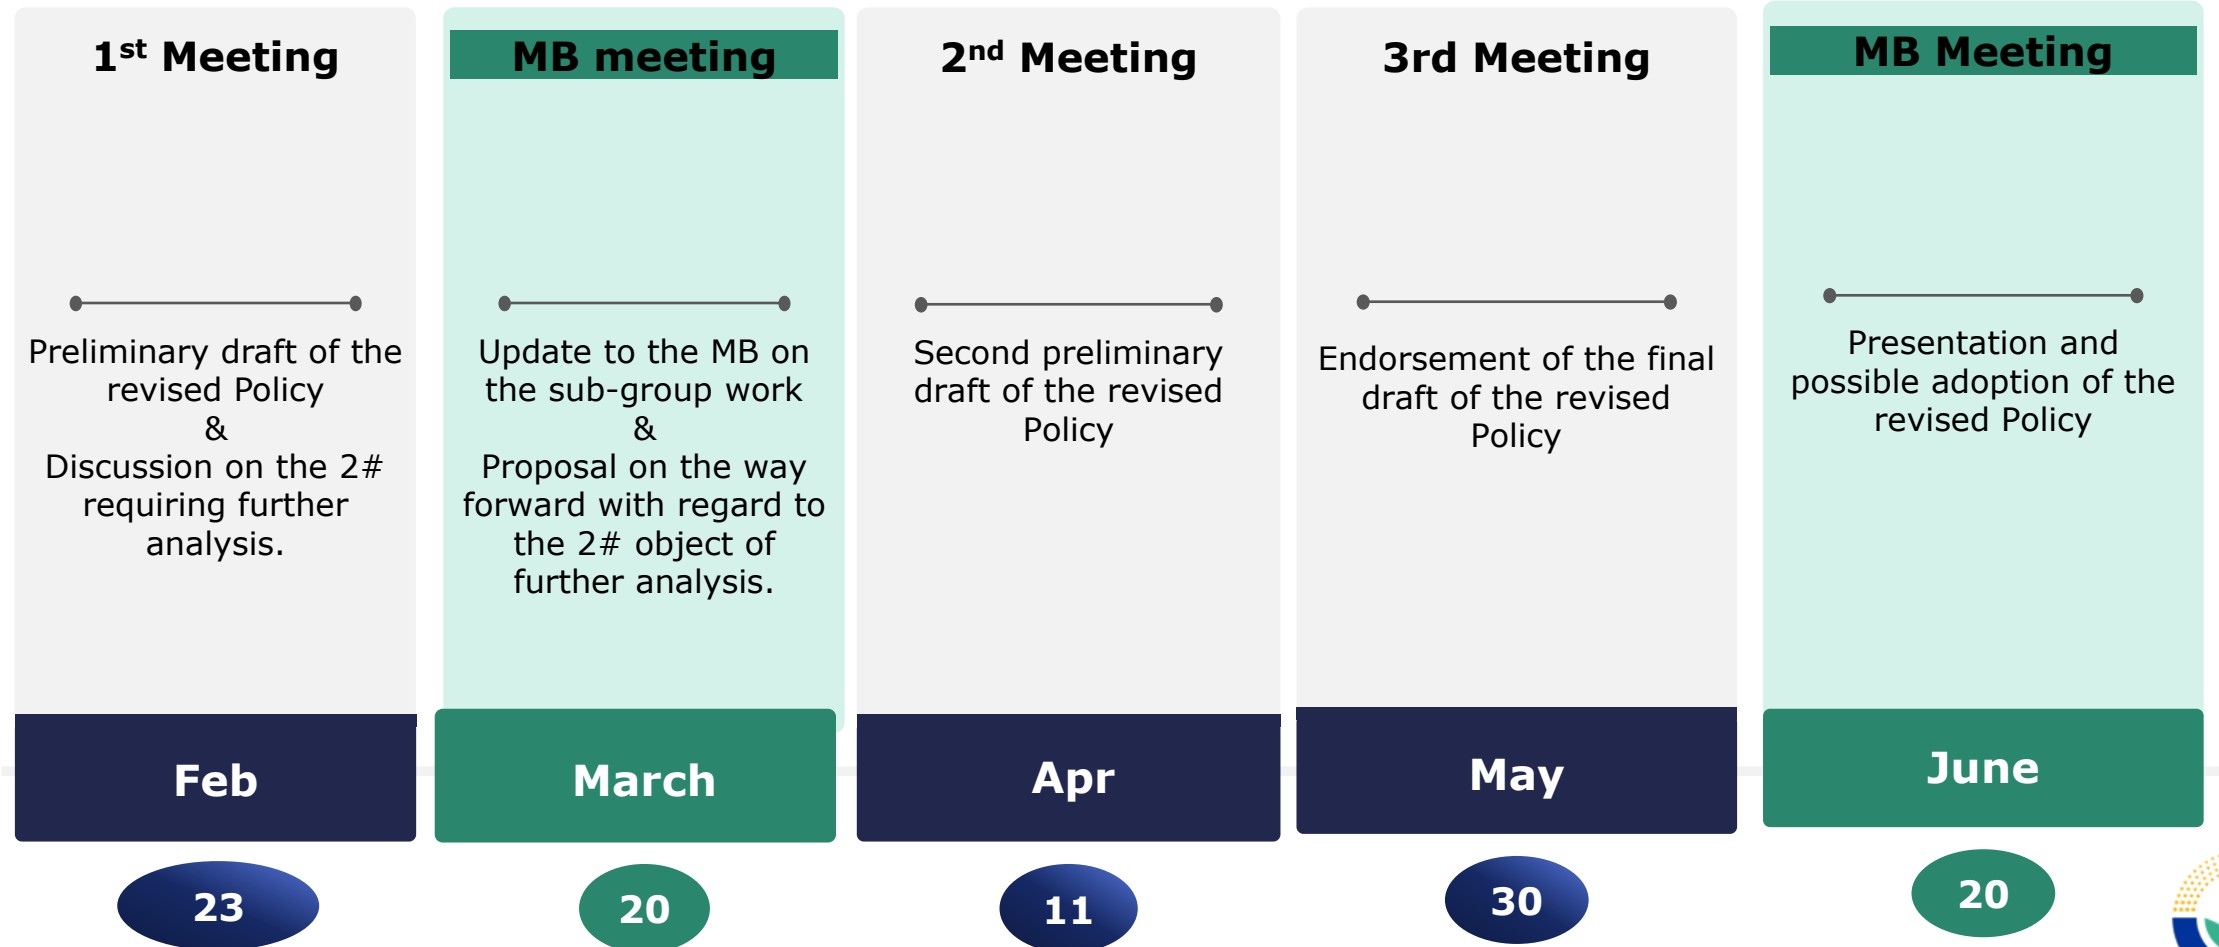 1st Meeting
Preliminary draft of the
revised Policy
&
Discussion on the 2#
requiring further
analysis.
Feb
23
MB meeting
Update to the MB on
the sub-group work
&
Proposal on the way
forward with regard to
the 2# object of
further analysis.
March
20
2nd Meeting
Second preliminary
draft of the revised
Policy
Apr
11
3rd Meeting
Endorsement of the final
draft of the revised
Policy
May
30
MB Meeting
Presentation and
possible adoption of the
revised Policy
June
20